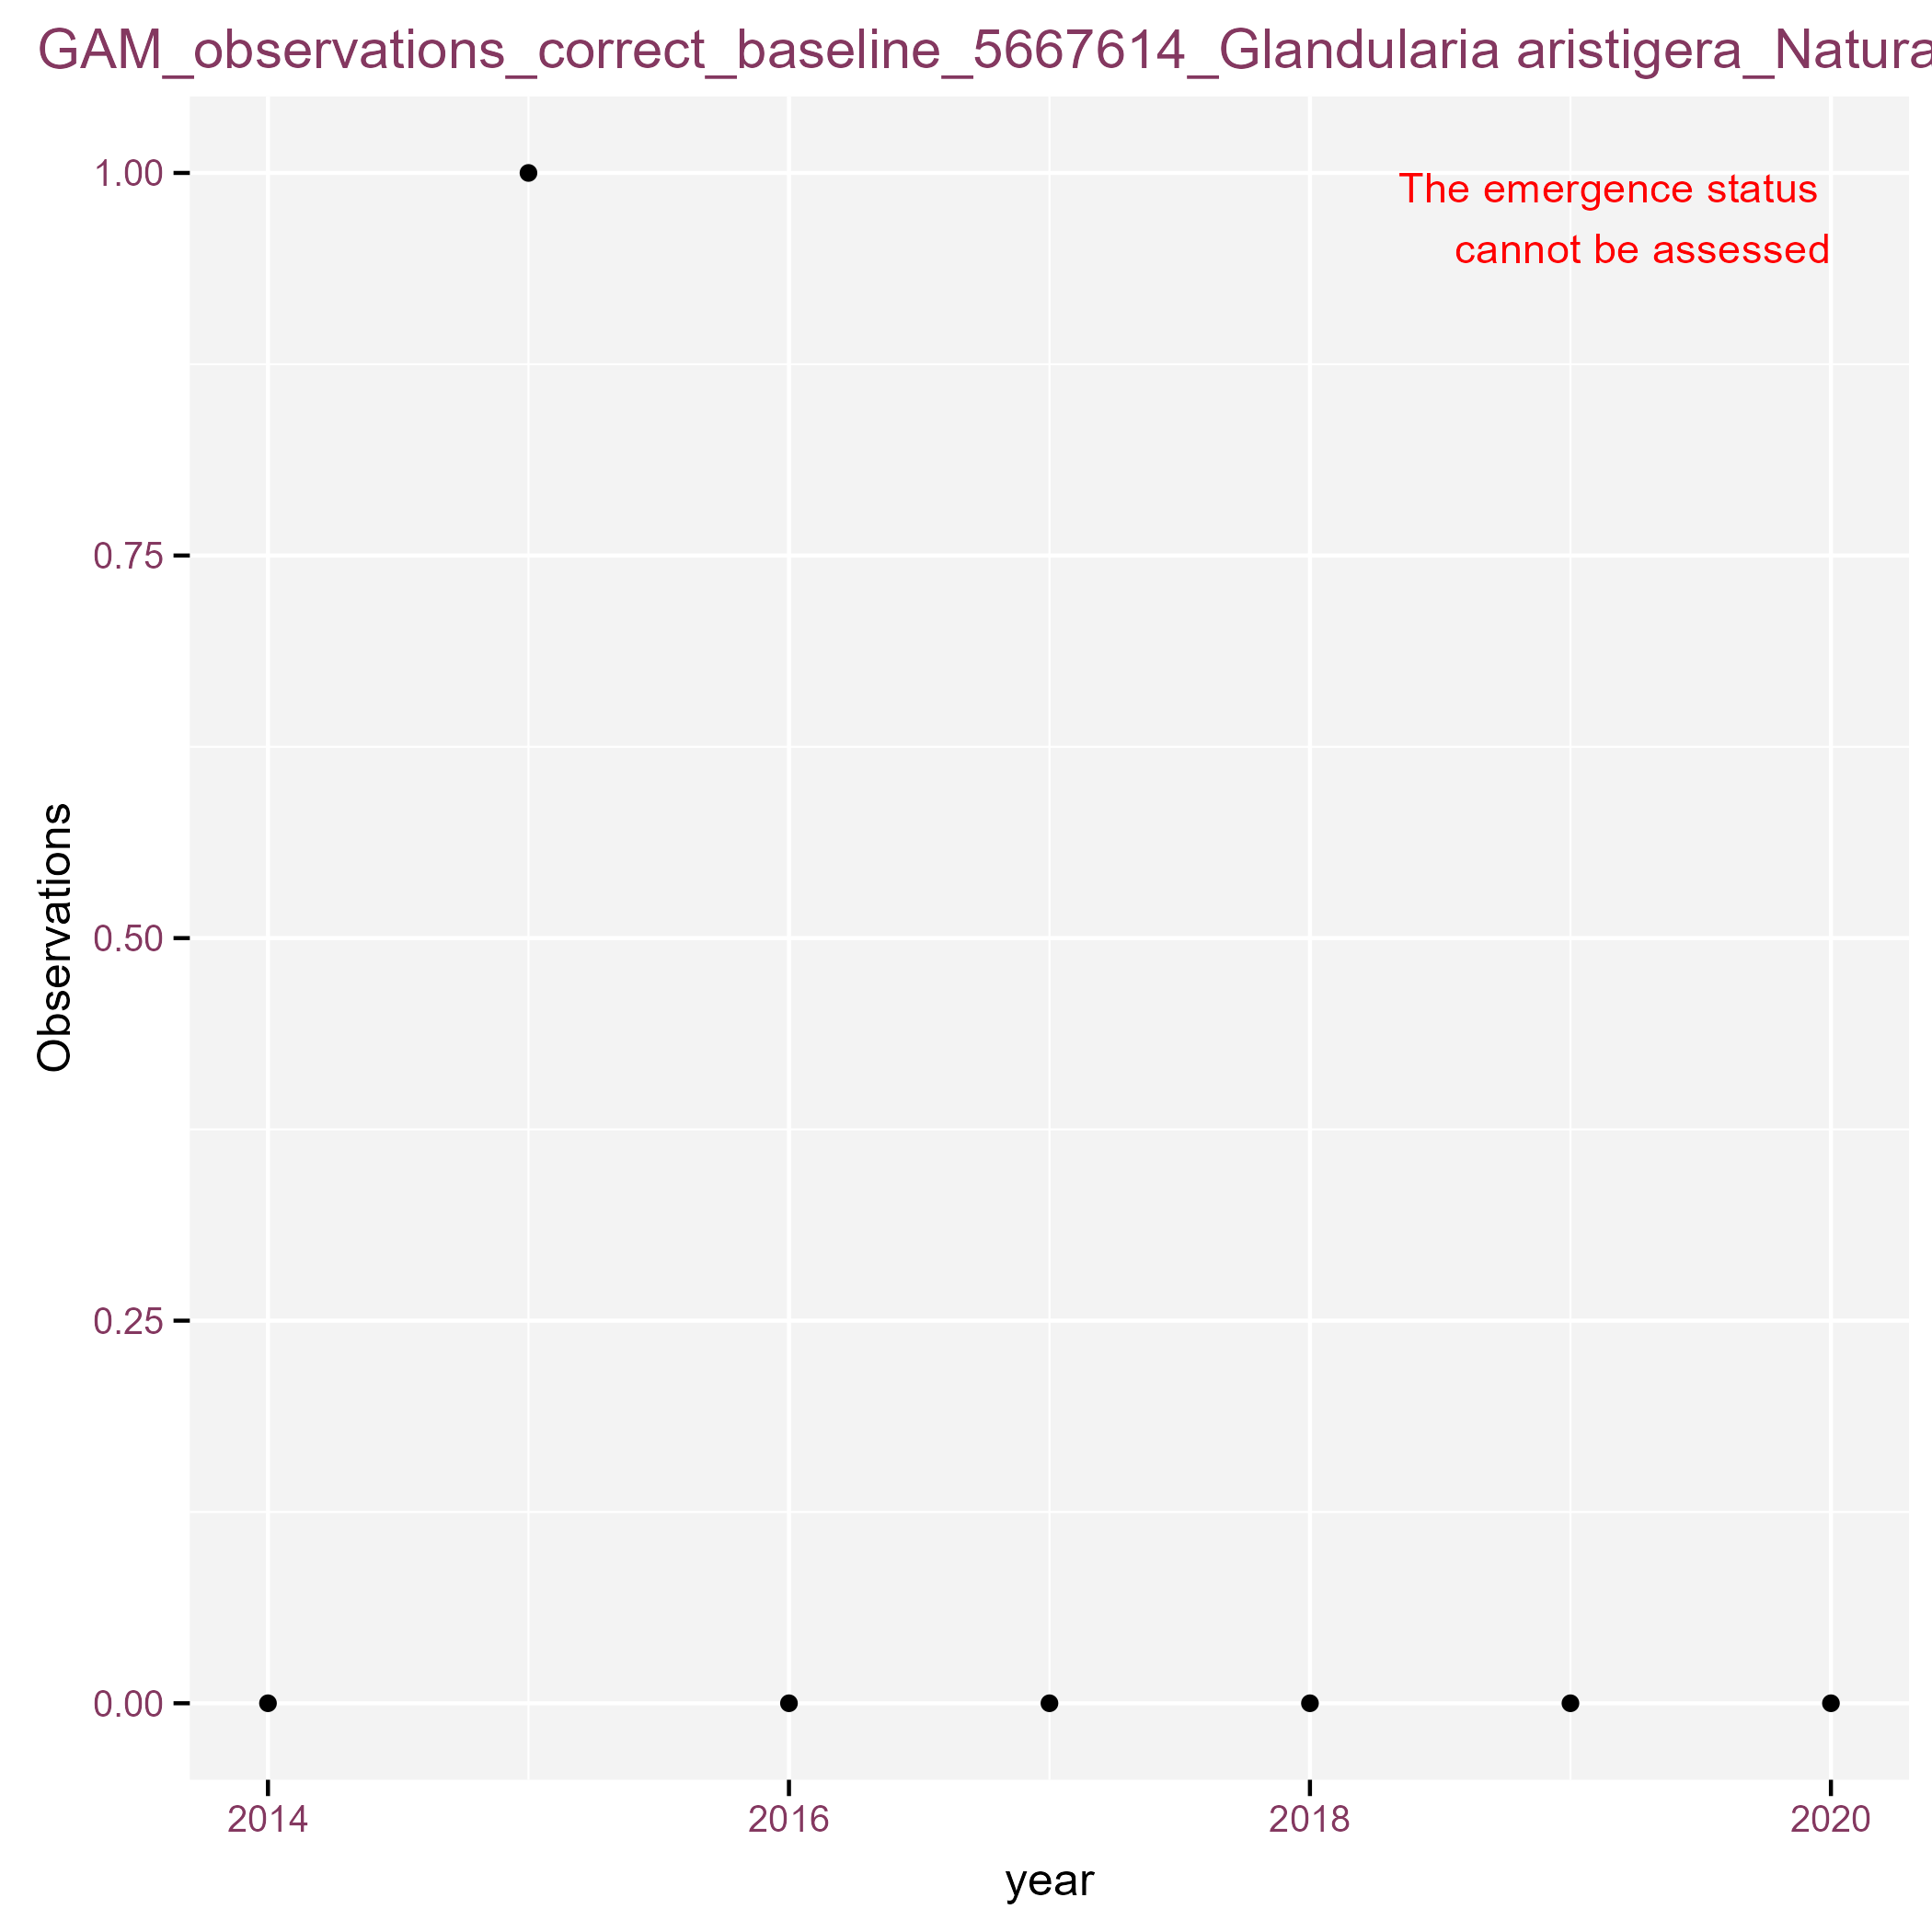 GAM_observations_correct_baseline_5667614_Glandularia aristigera_Natura
1.00
The emergence status
cannot be assessed
0.75
0.50
0.25
0.00
Observations
2014 2016 2018 2020
year